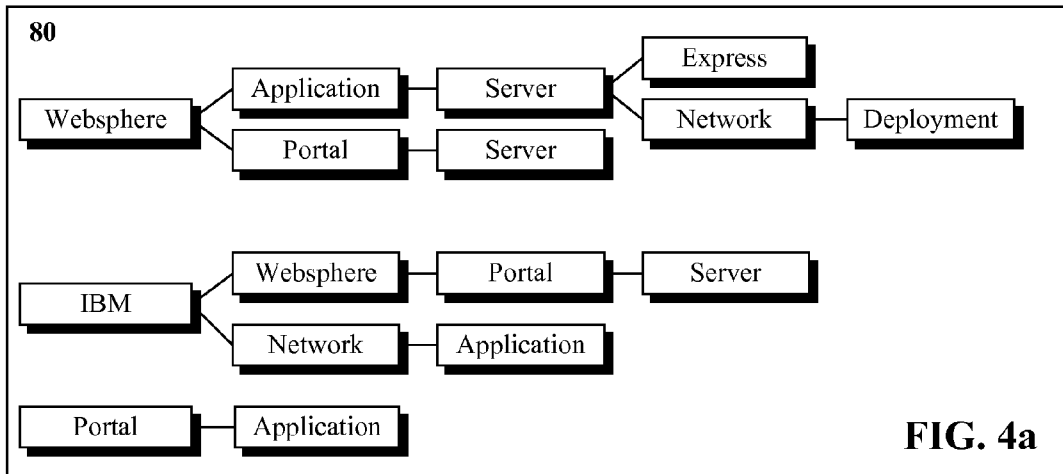 80
Express
Application
Server
Websphere
Network
Deployment
Portal
Server
Websphere
Portal
Server
IBM
Network
Application
Portal
Application
FIG. 4a